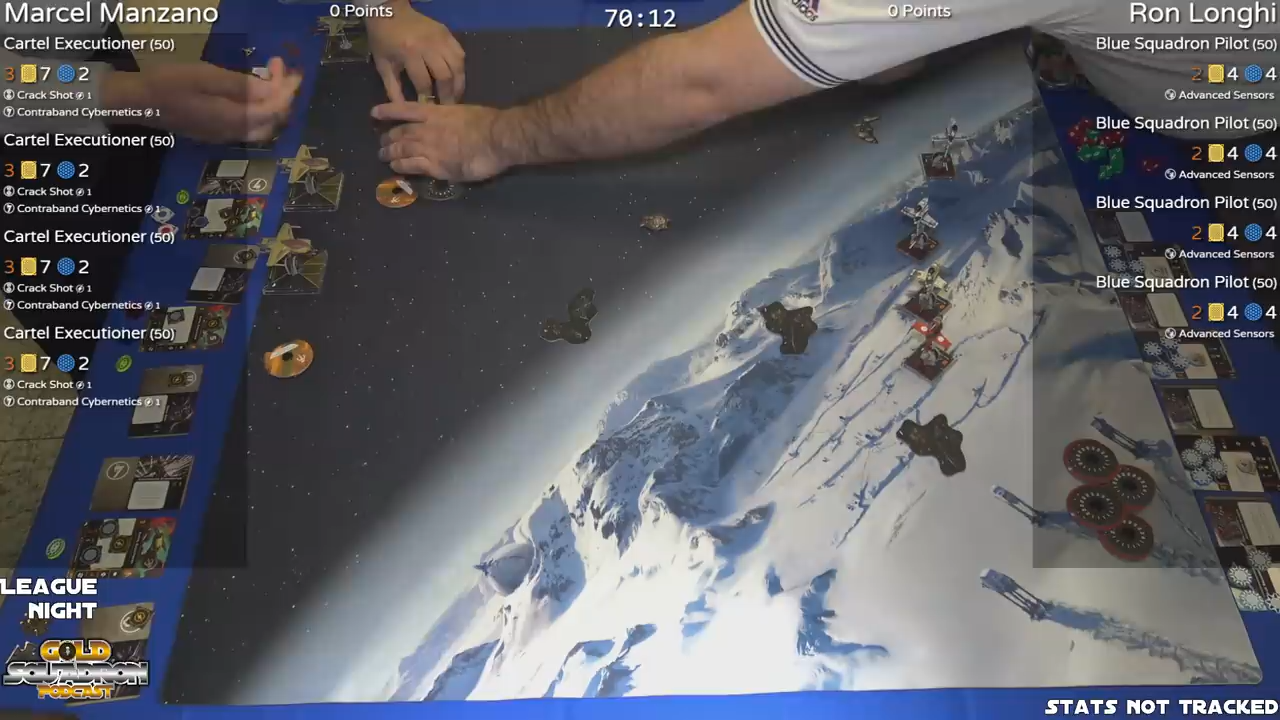 Marcel Manzano
0 Points
70:12
0 Points
Ron Longhi
Cartel Executioner (50)
3 7 2
Crack Shot 1
Contraband Cybernetics 1
Cartel Executioner (50)
3 7 2
Crack Shot 1
Contraband Cybernetics 1
Cartel Executioner (50)
3 7 2
Crack Shot 1
Contraband Cybernetics 1
Cartel Executioner (50)
3 7 2
Crack Shot 1
Contraband Cybernetics 1
Blue Squadron Pilot (50)
2 4 4
Advanced Sensors
Blue Squadron Pilot (50)
2 4 4
Advanced Sensors
Blue Squadron Pilot (50)
2 4 4
Advanced Sensors
Blue Squadron Pilot (50)
2 4 4
Advanced Sensors
LEAGUE
NIGHT
GOLD
SQUADRON
PODCAST
STATS NOT TRACKED